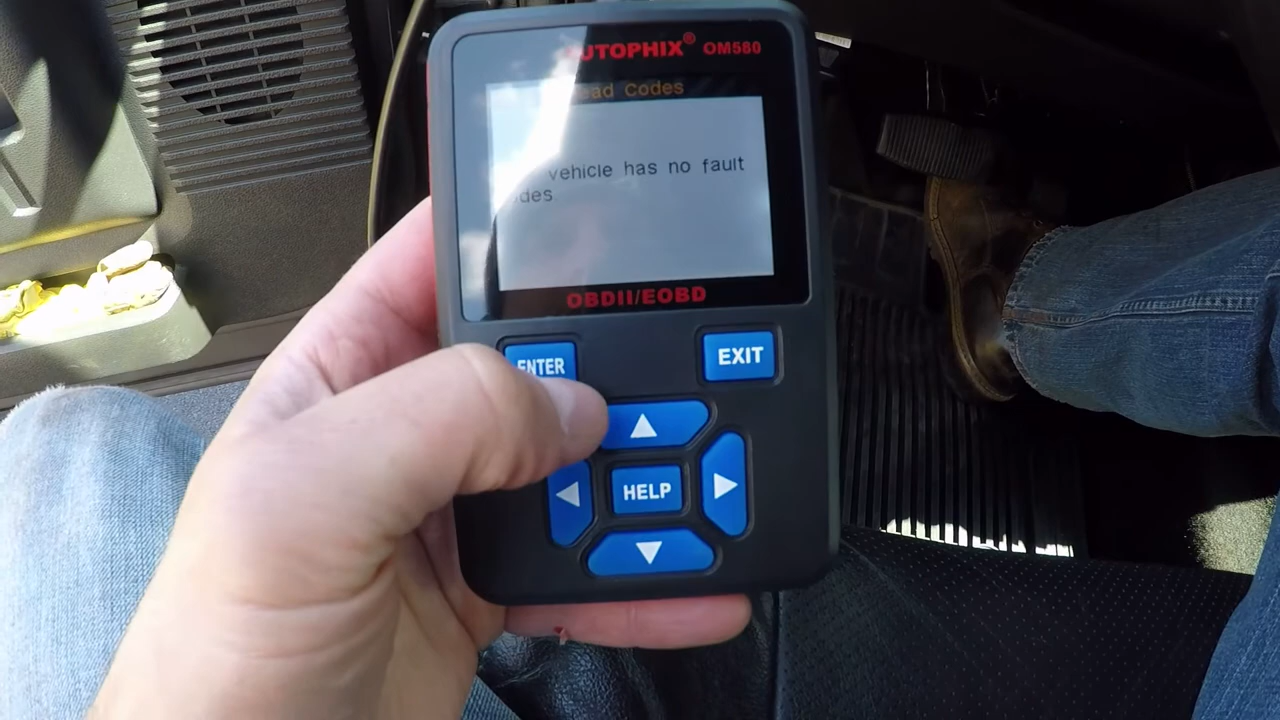 AUTOPHIX® OM580
Read Codes
vehicle has no fault
codes
OBDII/EOBD
ENTER
EXIT
HELP